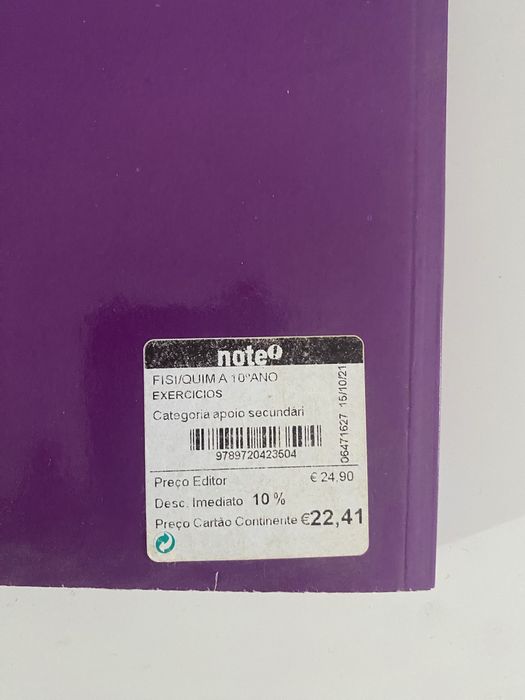 note!
FISI/QUIM A 10ºANO
EXERCICIOS
Categoria apoio secundári
9789720423504
06471627 15/10/21
Preço Editor € 24,90
Desc. Imediato 10 %
Preço Cartão Continente €22,41